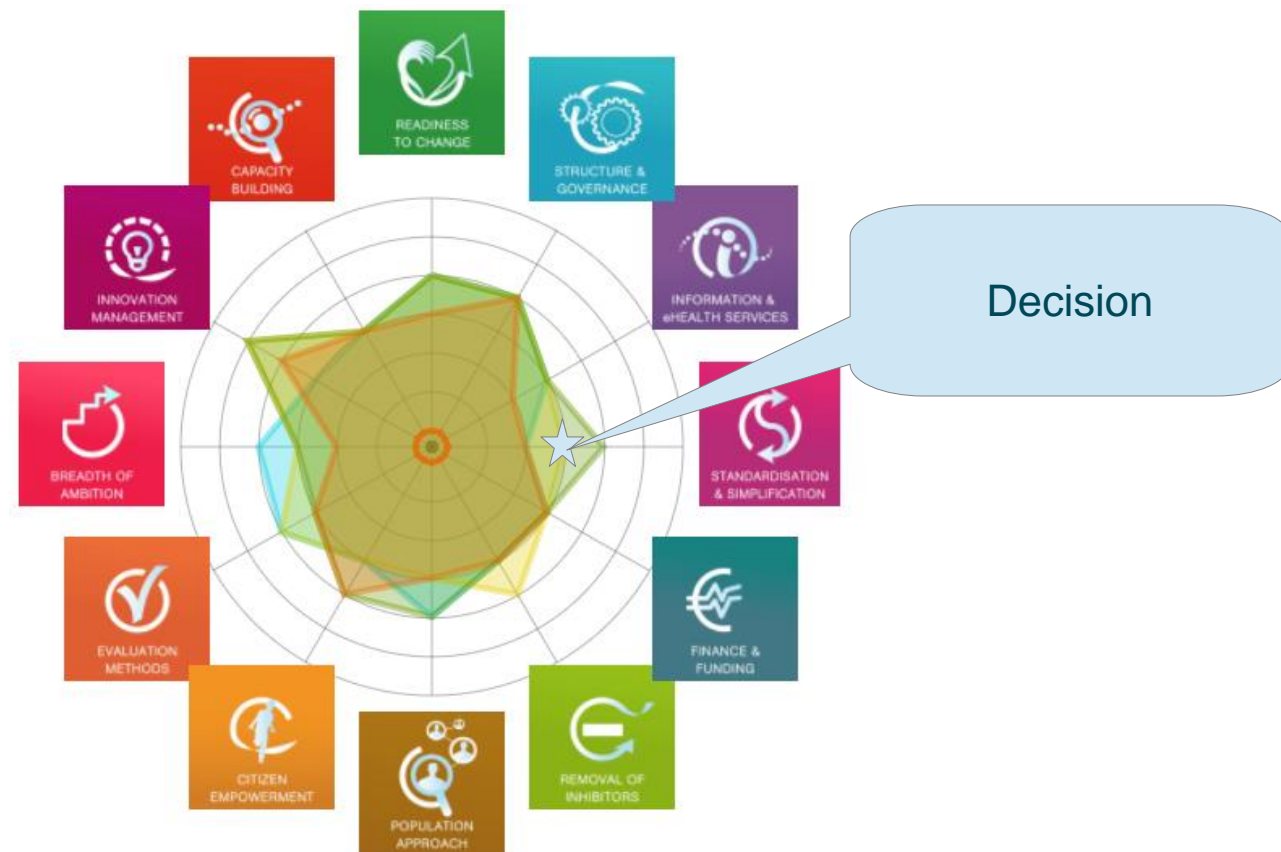 READINESS
TO CHANGE
STRUCTURE &
GOVERNANCE
INFORMATION &
eHEALTH SERVICES
STANDARDISATION
& SIMPLIFICATION
FINANCE &
FUNDING
REMOVAL OF
INHIBITORS
POPULATION
APPROACH
CITIZEN
EMPOWERMENT
EVALUATION
METHODS
BREADTH OF
AMBITION
INNOVATION
MANAGEMENT
CAPACITY
BUILDING
Decision